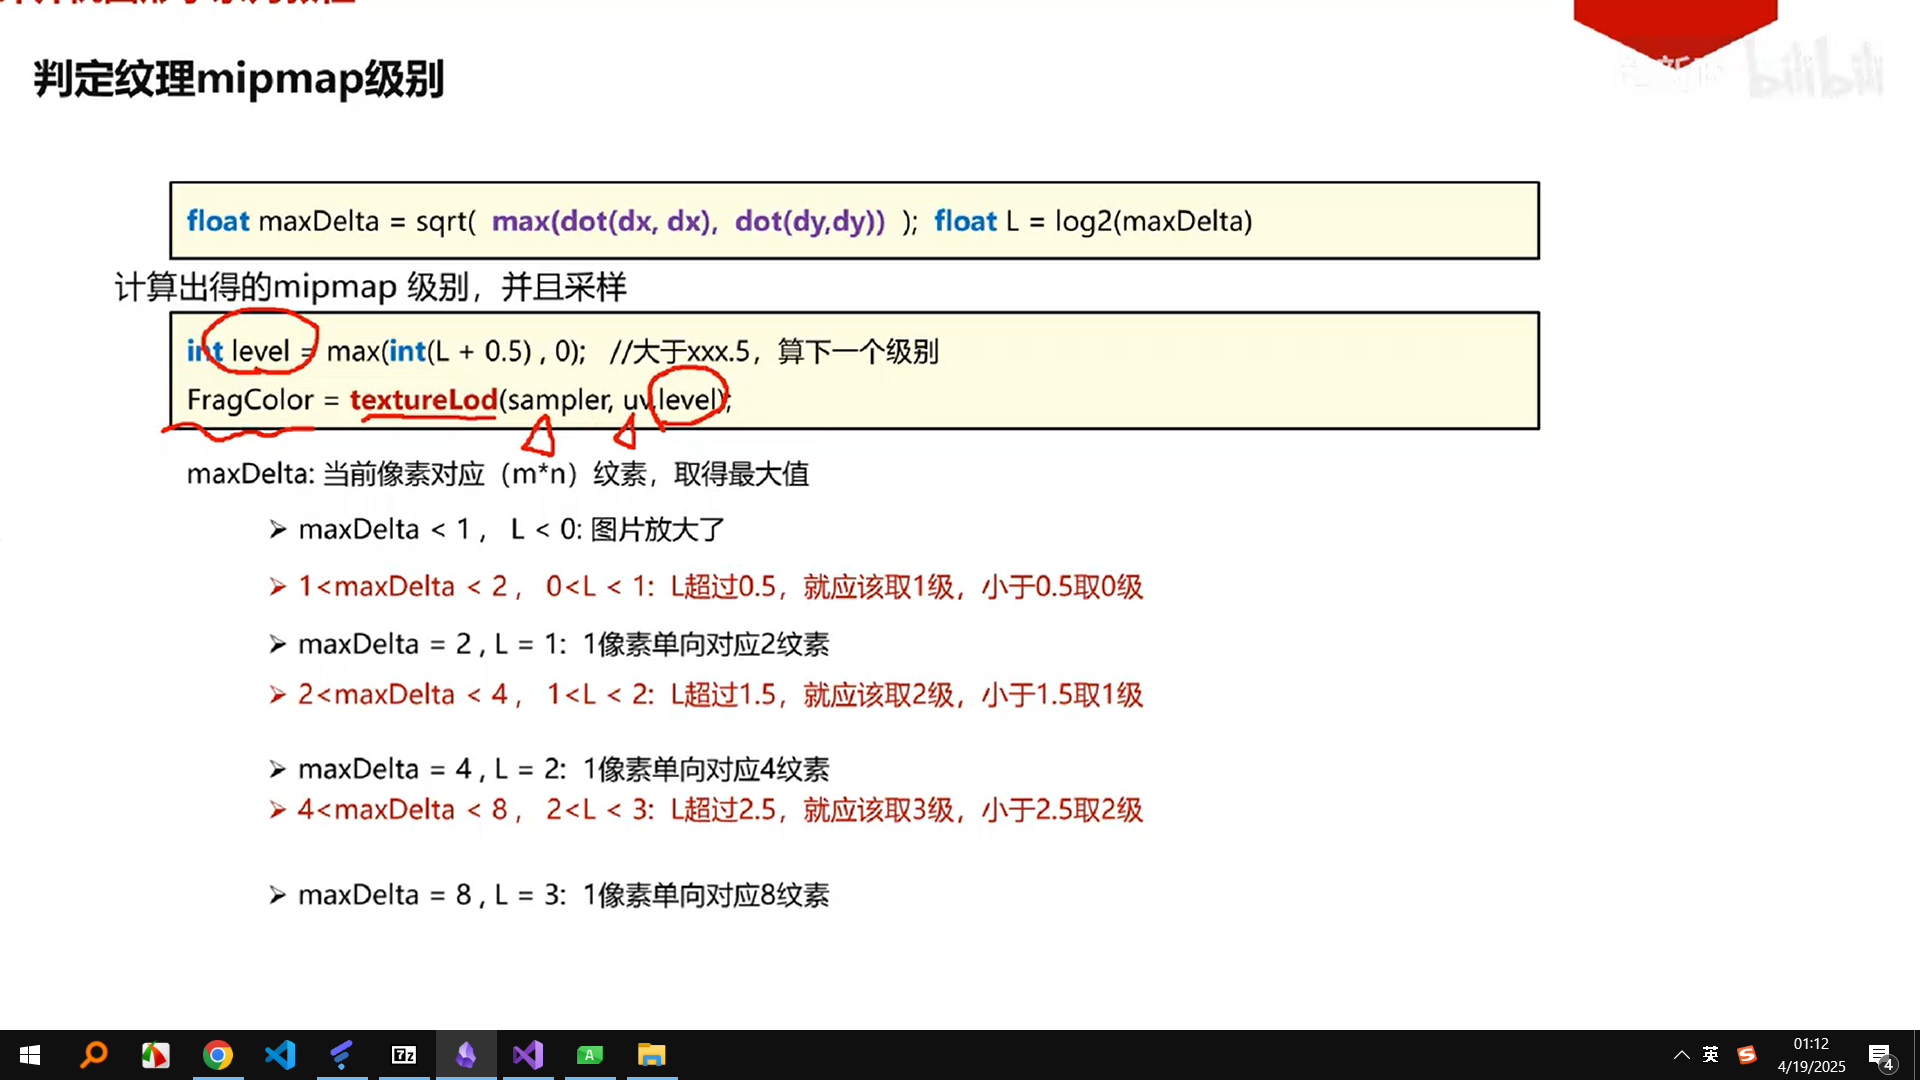 判定纹理mipmap级别
bilibili
float maxDelta = sqrt( max(dot(dx, dx), dot(dy,dy)) ); float L = log2(maxDelta)
计算出得的mipmap 级别，并且采样
int level = max(int(L + 0.5) , 0); //大于xxx.5，算下一个级别
FragColor = textureLod(sampler, uv,level);
maxDelta: 当前像素对应（m*n）纹素，取得最大值
➢ maxDelta < 1 , L < 0: 图片放大了
➢ 1<maxDelta < 2 , 0<L < 1: L超过0.5，就应该取1级，小于0.5取0级
➢ maxDelta = 2 , L = 1: 1像素单向对应2纹素
➢ 2<maxDelta < 4 , 1<L < 2: L超过1.5，就应该取2级，小于1.5取1级
➢ maxDelta = 4 , L = 2: 1像素单向对应4纹素
➢ 4<maxDelta < 8 , 2<L < 3: L超过2.5，就应该取3级，小于2.5取2级
➢ maxDelta = 8 , L = 3: 1像素单向对应8纹素
7z
A
英
S
01:12
4/19/2025
4